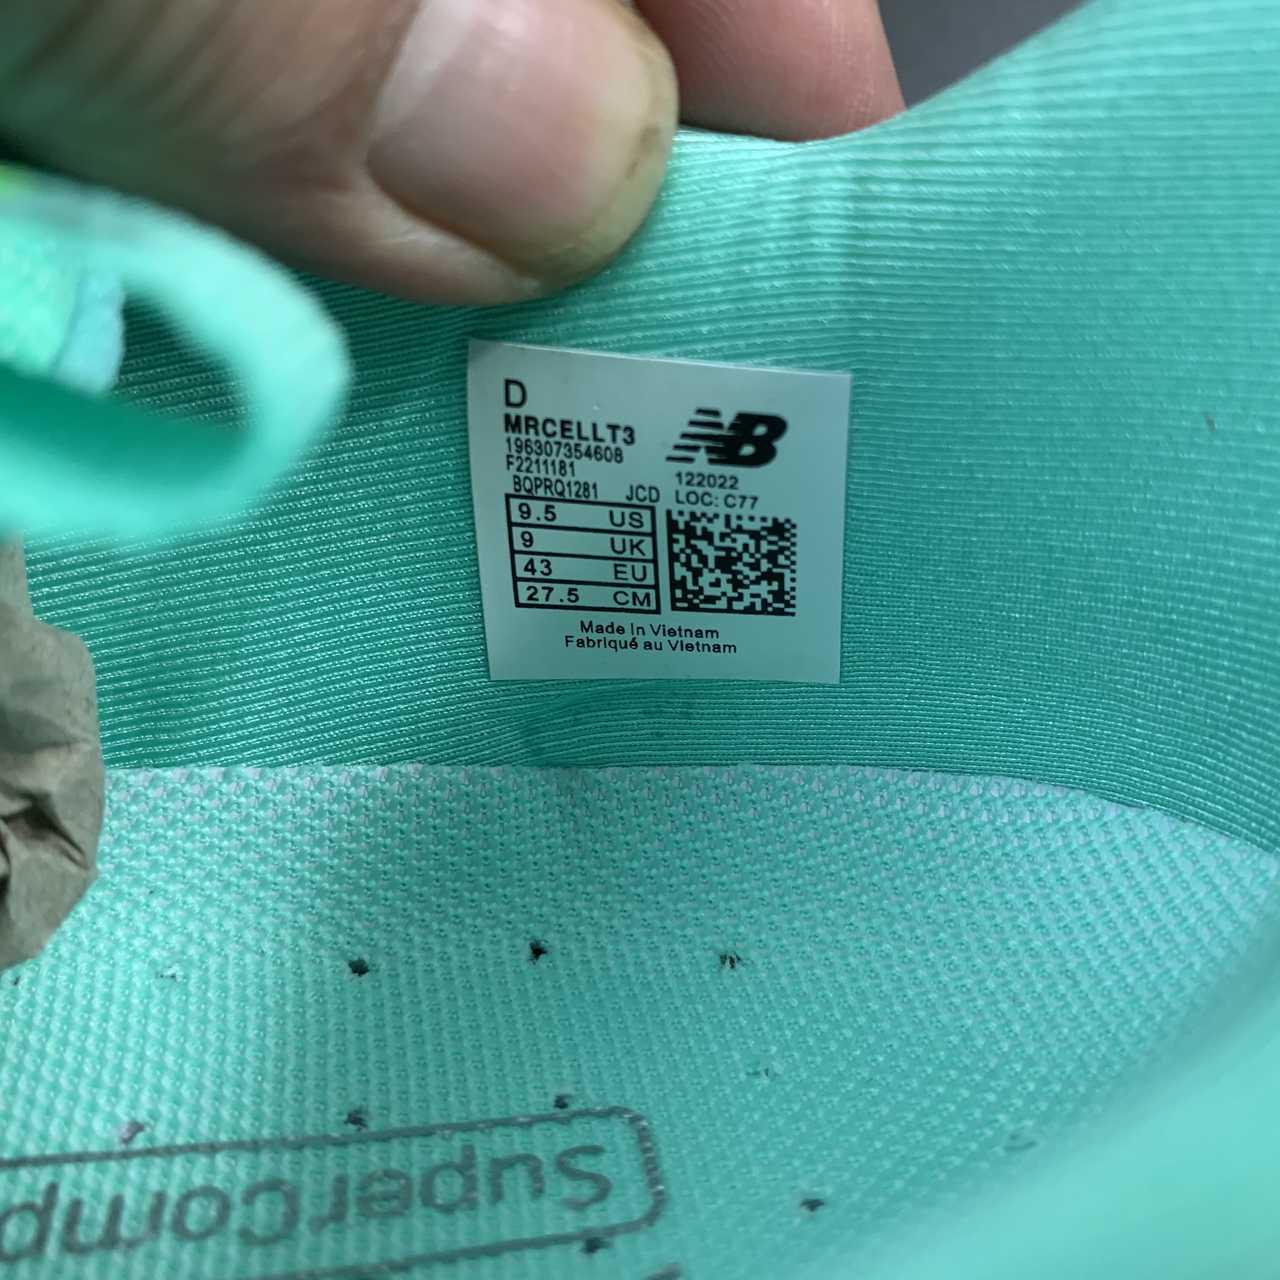 D
MRCELLT3
196307354608
F2211181
BQPRQ1281 JCD
NB
122022
LOC: C77
9.5 US
9 UK
43 EU
27.5 CM
Made in Vietnam
Fabriqué au Vietnam
SuperComp